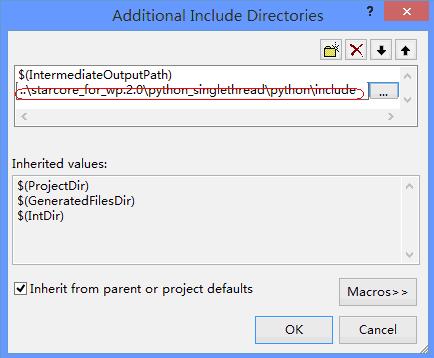 Additional Include Directories
?
$(IntermediateOutputPath)
..\starcore_for_wp.2.0\python_singlethread\python\include
...
Inherited values:
$(ProjectDir)
$(GeneratedFilesDir)
$(IntDir)
Inherit from parent or project defaults
Macros>>
OK
Cancel